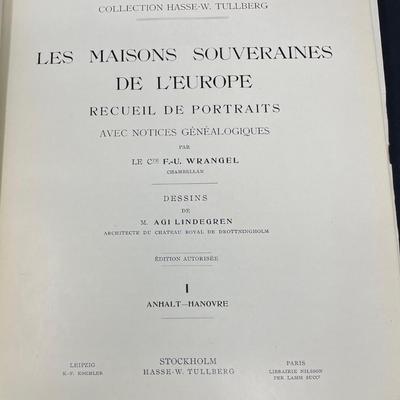 COLLECTION HASSE-W. TULLBERG
LES MAISONS SOUVERAINES
DE L'EUROPE
RECUEIL DE PORTRAITS
AVEC NOTICES GÉNÉALOGIQUES
PAR
LE CTE F.-U. WRANGEL
CHAMBELLAN
DESSINS
DE
M. AGI LINDEGREN
ARCHITECTE DU CHATEAU ROYAL DE DROTTNINGHOLM
ÉDITION AUTORISÉE
I
ANHALT—HANOVRE
LEIPZIG
K.-F. KOEHLER
STOCKHOLM
HASSE-W. TULLBERG
PARIS
LIBRAIRIE NILSSON
PER LAMM SUCCR